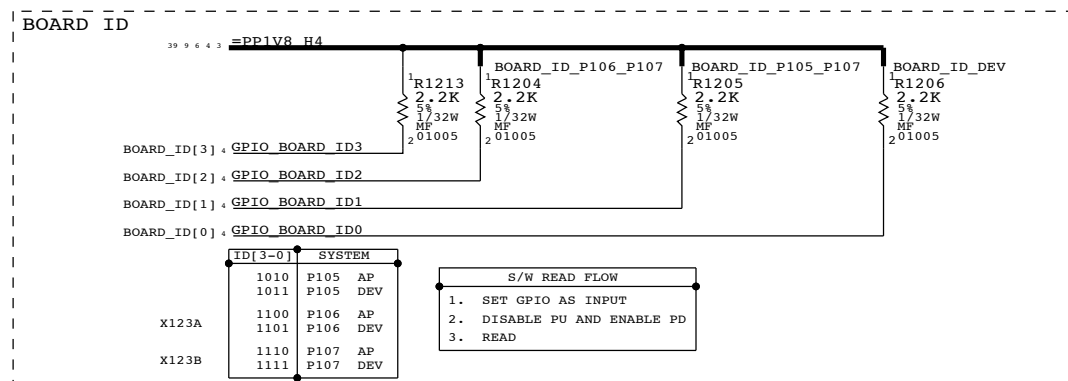 BOARD ID
39 9 6 4 3 =PP1V8_H4
BOARD_ID_P106_P107 BOARD_ID_P105_P107 BOARD_ID_DEV
1 1 1 1
R1213 R1204 R1205 R1206
2.2K 2.2K 2.2K 2.2K
5% 5% 5% 5%
1/32W 1/32W 1/32W 1/32W
MF MF MF MF
2 01005 2 01005 2 01005 2 01005
BOARD_ID[3] 4 GPIO_BOARD_ID3
BOARD_ID[2] 4 GPIO_BOARD_ID2
BOARD_ID[1] 4 GPIO_BOARD_ID1
BOARD_ID[0] 4 GPIO_BOARD_ID0
ID[3-0] SYSTEM
1010 P105 AP
1011 P105 DEV
X123A
1100 P106 AP
1101 P106 DEV
X123B
1110 P107 AP
1111 P107 DEV
S/W READ FLOW
1. SET GPIO AS INPUT
2. DISABLE PU AND ENABLE PD
3. READ